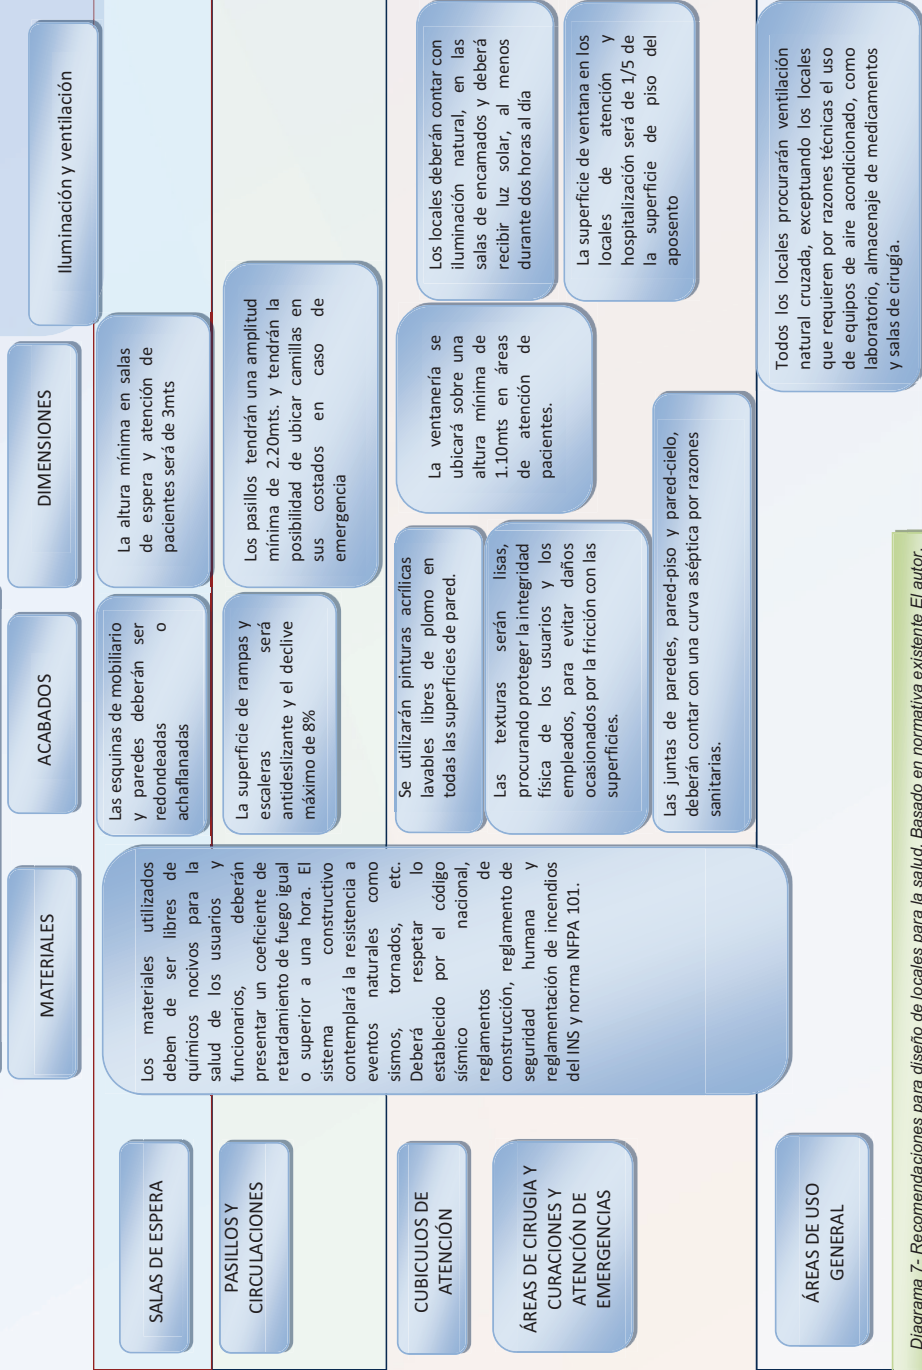 MATERIALES
ACABADOS
DIMENSIONES
Iluminación y ventilación
SALAS DE ESPERA
Los materiales utilizados
deben de ser libres de
químicos nocivos para la
salud de los usuarios y
funcionarios, deberán
presentar un coeficiente de
retardamiento de fuego igual
o superior a una hora. El
sistema constructivo
contemplará la resistencia a
eventos naturales como
sismos, tornados, etc.
Deberá respetar lo
establecido por el código
sísmico nacional,
reglamentos de
construcción, reglamento de
seguridad humana y
reglamentación de incendios
del INS y norma NFPA 101.
Las esquinas de mobiliario
y paredes deberán ser
redondeadas o
achaflanadas
La altura mínima en salas
de espera y atención de
pacientes será de 3mts
PASILLOS Y
CIRCULACIONES
La superficie de rampas y
escaleras será
antideslizante y el declive
máximo de 8%
Los pasillos tendrán una amplitud
mínima de 2.20mts. y tendrán la
posibilidad de ubicar camillas en
sus costados en caso de
emergencia
CUBICULOS DE
ATENCIÓN
ÁREAS DE CIRUGIA Y
CURACIONES Y
ATENCIÓN DE
EMERGENCIAS
Se utilizarán pinturas acrílicas
lavables libres de plomo en
todas las superficies de pared.
Las texturas serán lisas,
procurando proteger la integridad
física de los usuarios y los
empleados, para evitar daños
ocasionados por la fricción con las
superficies.
Las juntas de paredes, pared-piso y pared-cielo,
deberán contar con una curva aséptica por razones
sanitarias.
La ventanería se
ubicará sobre una
altura mínima de
1.10mts en áreas
de atención de
pacientes.
Los locales deberán contar con
iluminación natural, en las
salas de encamados y deberá
recibir luz solar, al menos
durante dos horas al día
La superficie de ventana en los
locales de atención y
hospitalización será de 1/5 de
la superficie de piso del
aposento
ÁREAS DE USO
GENERAL
Todos los locales procurarán ventilación
natural cruzada, exceptuando los locales
que requieren por razones técnicas el uso
de equipos de aire acondicionado, como
laboratorio, almacenaje de medicamentos
y salas de cirugía.
Diagrama 7- Recomendaciones para diseño de locales para la salud. Basado en normativa existente El autor.